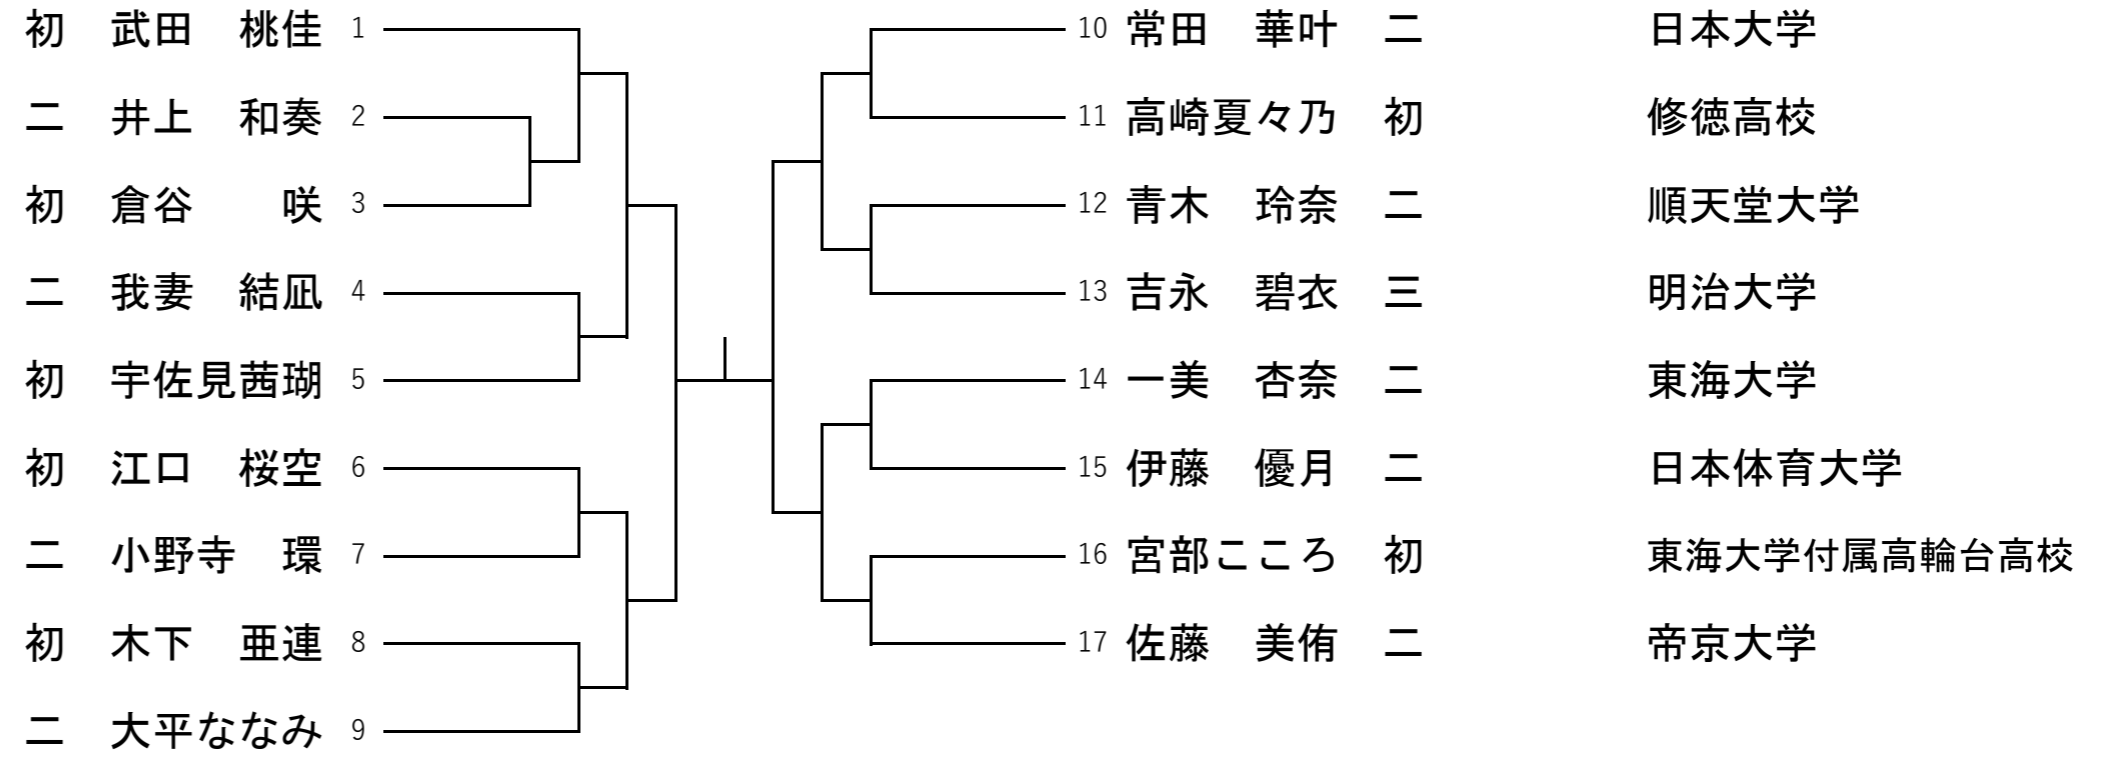 初 武田 桃佳 1 10 常田 華叶 二 日本大学
二 井上 和奏 2 11 高崎夏々乃 初 修徳高校
初 倉谷 咲 3 12 青木 玲奈 二 順天堂大学
二 我妻 結凪 4 13 吉永 碧衣 三 明治大学
初 宇佐見茜瑚 5 14 一美 杏奈 二 東海大学
初 江口 桜空 6 15 伊藤 優月 二 日本体育大学
二 小野寺 環 7 16 宮部こころ 初 東海大学付属高輪台高校
初 木下 亜連 8 17 佐藤 美侑 二 帝京大学
二 大平ななみ 9